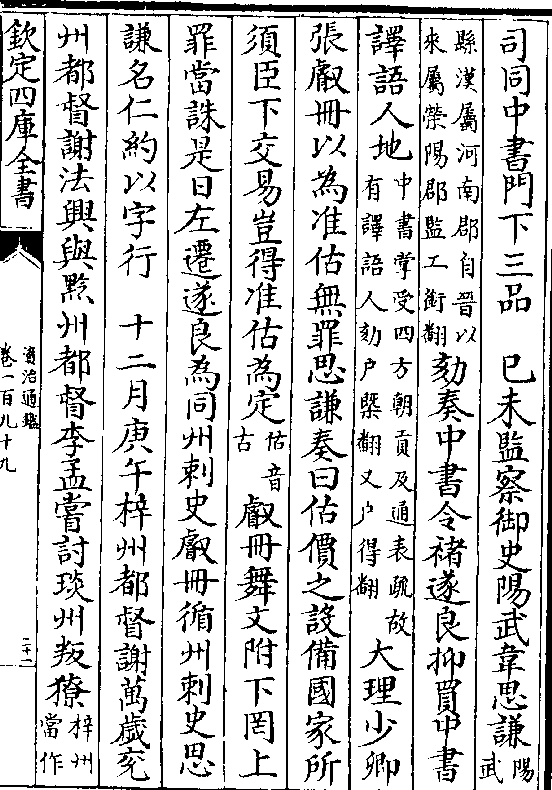 司同中書門下三品　已未監察御史陽武韋思謙陽武
縣漢屬河南郡自晉以
來屬滎陽郡監工銜翻劾奏中書令褚遂良抑買中書
譯語人地中書掌受四方朝貢及通表疏故
有譯語人劾户槩翻又户得翻大理少卿
張叡冊以為准估無罪思謙奏曰估價之設備國家所
須臣下交易豈得准估為定估音
古叡冊舞文附下罔上
罪當誅是日左遷遂良為同州刺史叡冊循州刺史思
謙名仁約以字行　十二月庚午梓州都督謝萬歲兖
州都督謝法興與黔州都督李孟嘗討琰州叛獠梓州
當作
欽定四庫全書
資治通鑑
卷一百九十九
二十二